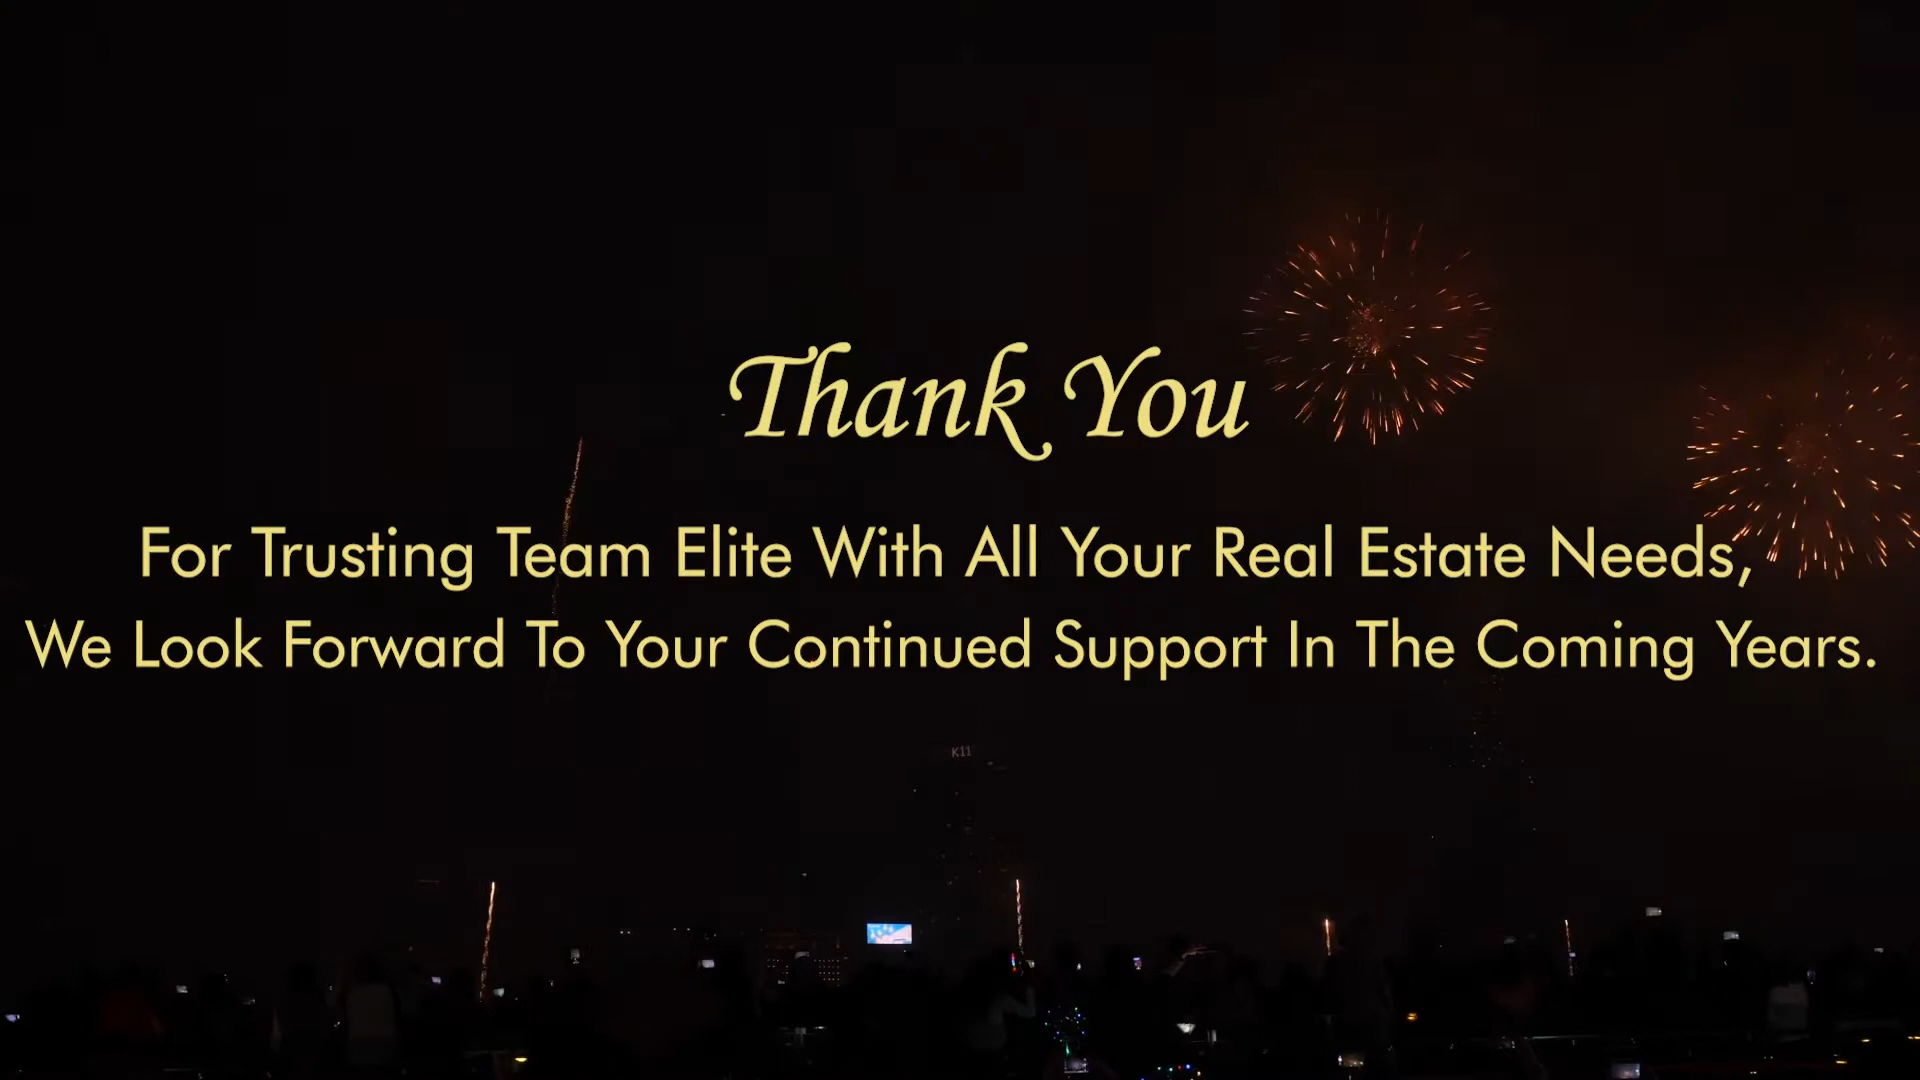 Thank You
For Trusting Team Elite With All Your Real Estate Needs,
We Look Forward To Your Continued Support In The Coming Years.
K11